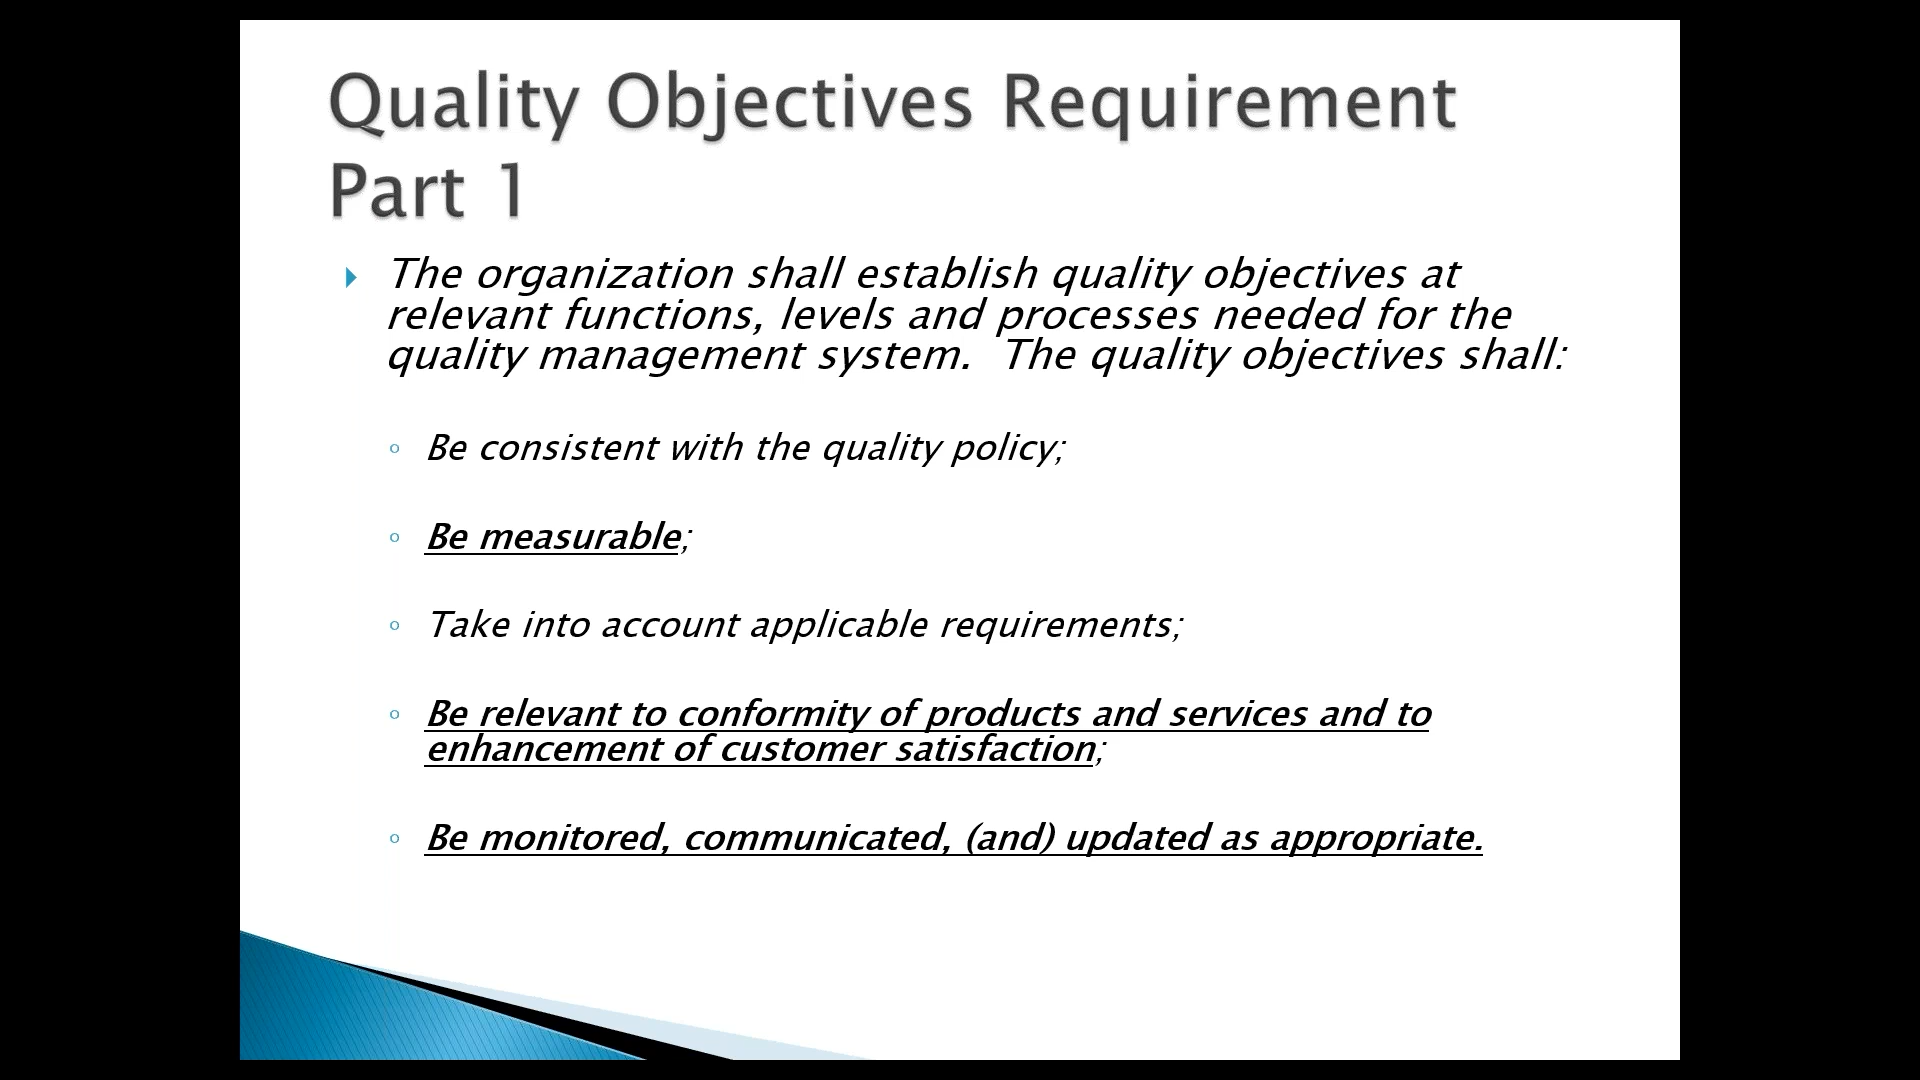 Quality Objectives Requirement
Part 1
The organization shall establish quality objectives at
relevant functions, levels and processes needed for the
quality management system.  The quality objectives shall:
Be consistent with the quality policy;
Be measurable;
Take into account applicable requirements;
Be relevant to conformity of products and services and to
enhancement of customer satisfaction;
Be monitored, communicated, (and) updated as appropriate.